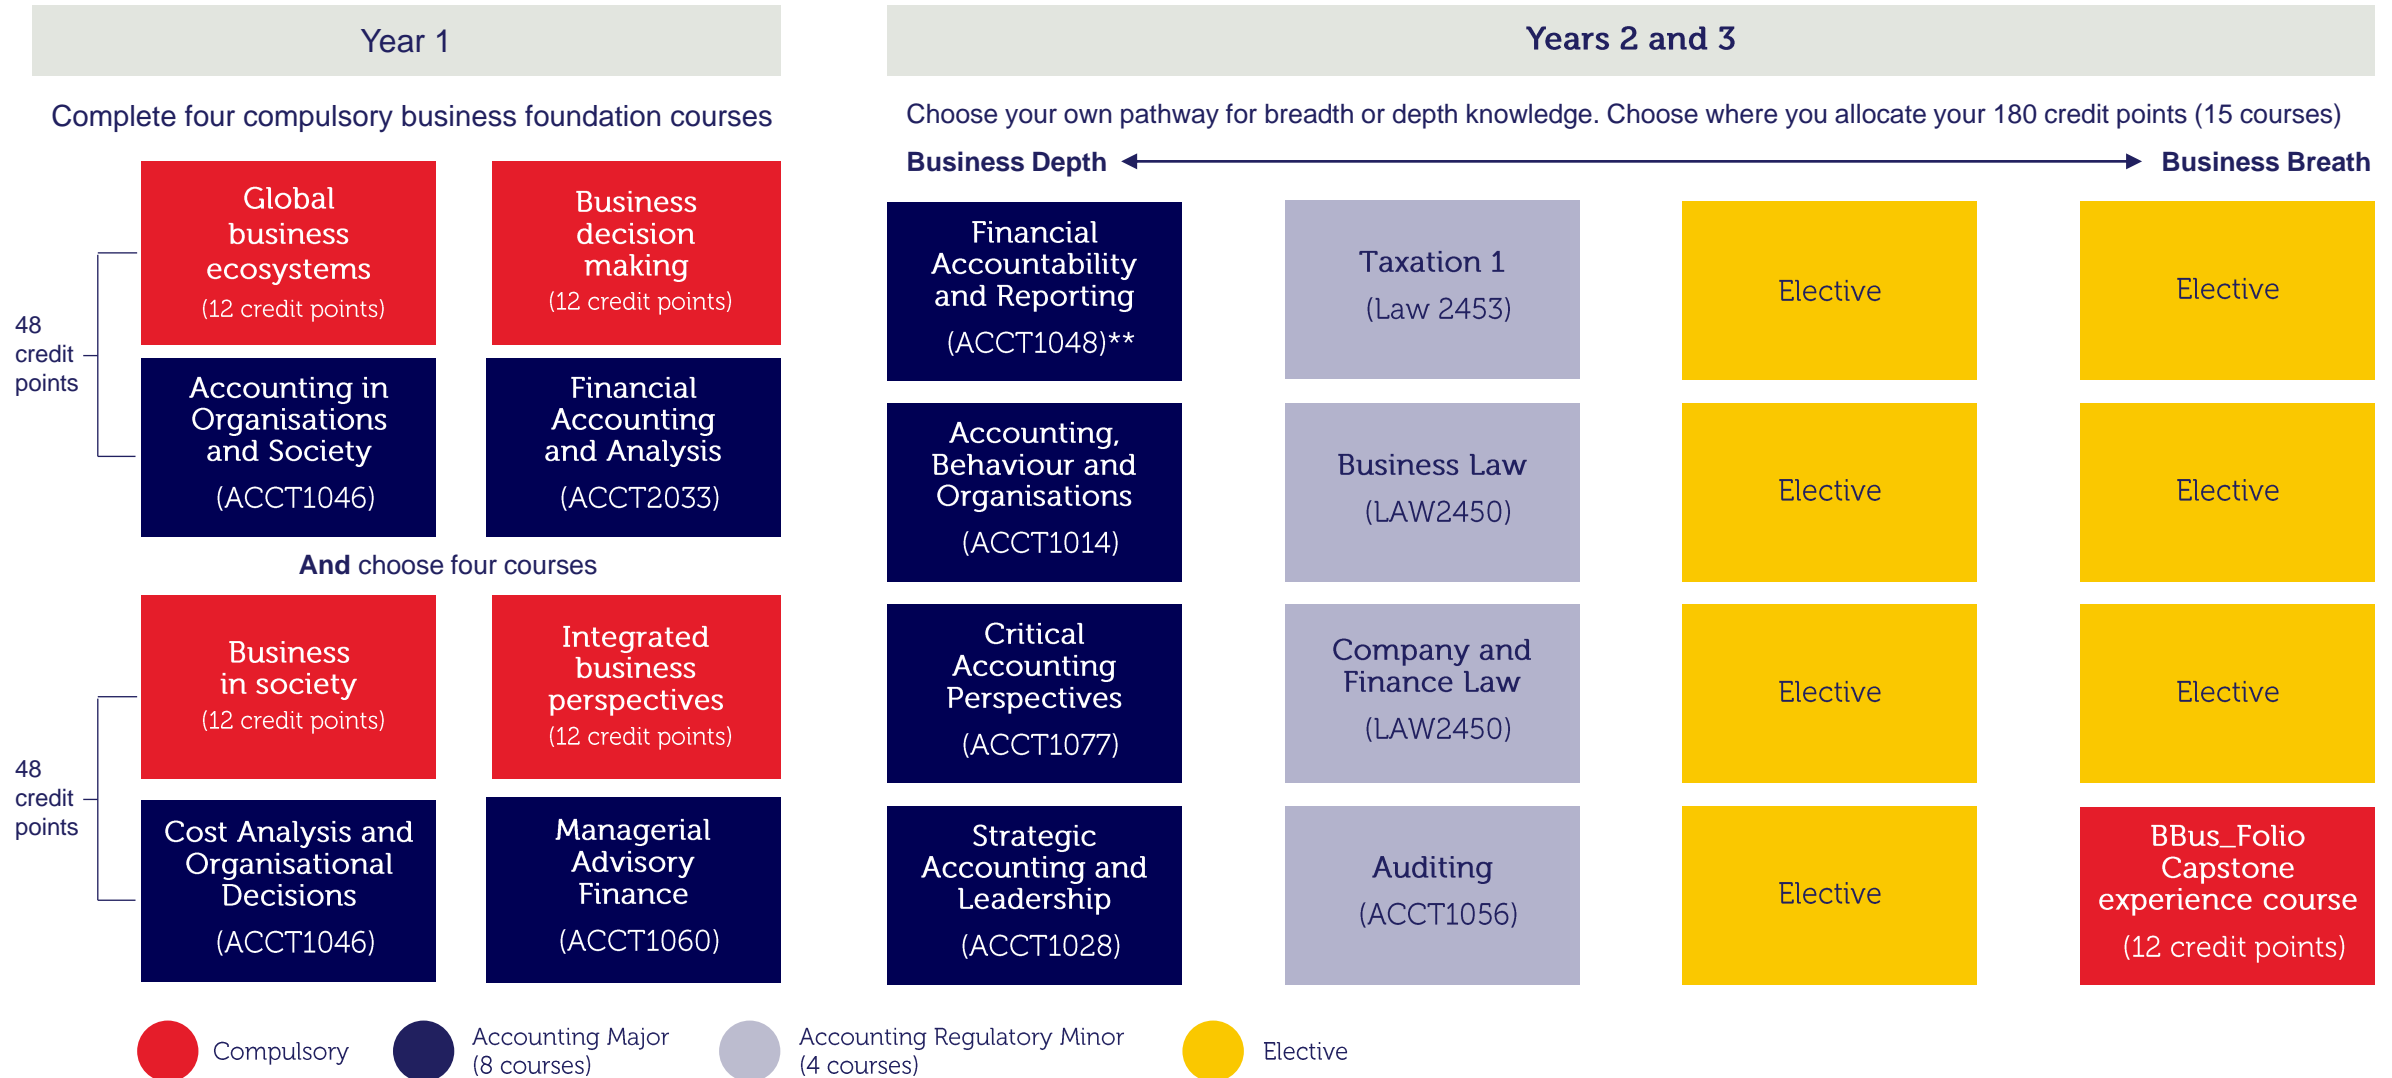 Year 1
Complete four compulsory business foundation courses
48
credit
points
Global
business
ecosystems
(12 credit points)
Business
decision
making
(12 credit points)
Accounting in
Organisations
and Society
(ACCT1046)
Financial
Accounting
and Analysis
(ACCT2033)
And choose four courses
48
credit
points
Business
in society
(12 credit points)
Integrated
business
perspectives
(12 credit points)
Cost Analysis and
Organisational
Decisions
(ACCT1046)
Managerial
Advisory
Finance
(ACCT1060)
Years 2 and 3
Choose your own pathway for breadth or depth knowledge. Choose where you allocate your 180 credit points (15 courses)
Business Depth
Business Breath
Financial
Accountability
and Reporting
(ACCT1048)**
Taxation 1
(Law 2453)
Elective
Elective
Accounting,
Behaviour and
Organisations
(ACCT1014)
Business Law
(LAW2450)
Elective
Elective
Critical
Accounting
Perspectives
(ACCT1077)
Company and
Finance Law
(LAW2450)
Elective
Elective
Strategic
Accounting and
Leadership
(ACCT1028)
Auditing
(ACCT1056)
Elective
BBus_Folio
Capstone
experience course
(12 credit points)
Compulsory
Accounting Major
(8 courses)
Accounting Regulatory Minor
(4 courses)
Elective